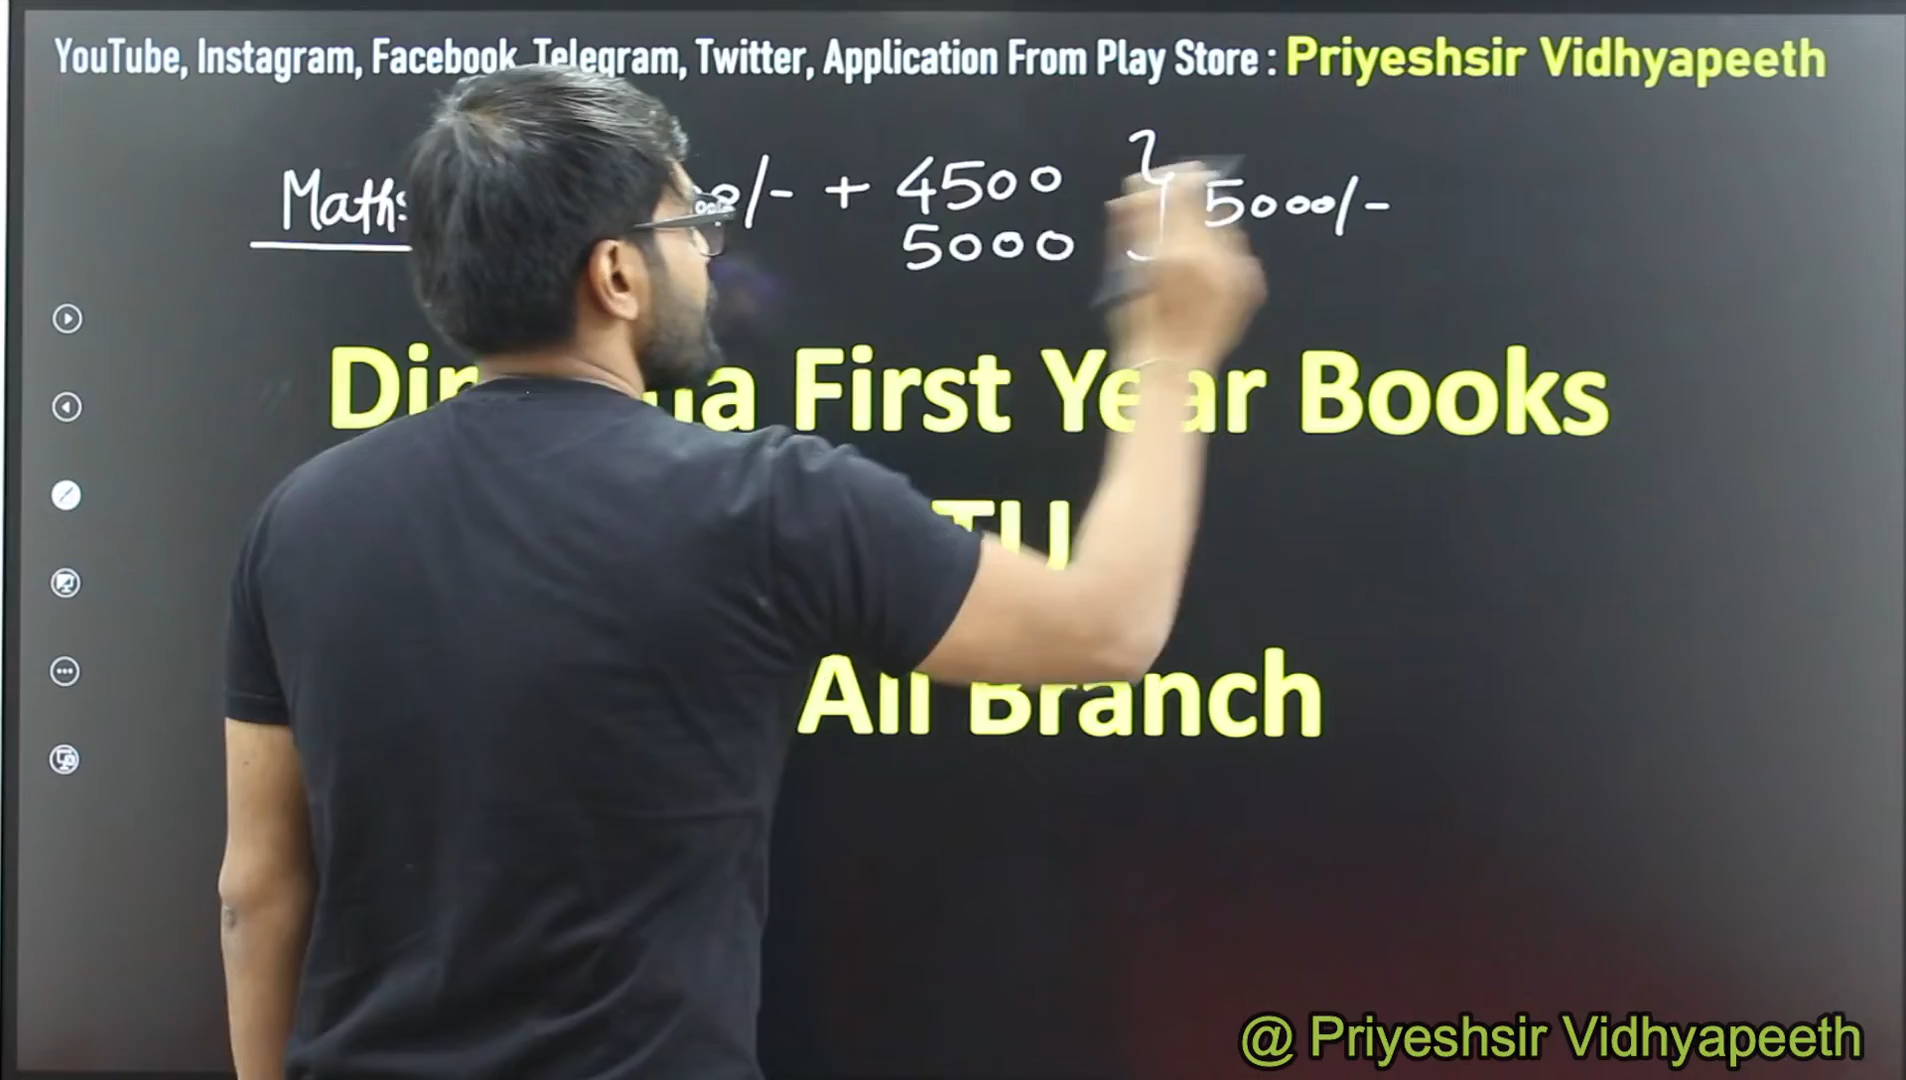 YouTube, Instagram, Facebook, Telegram, Twitter, Application From Play Store : Priyeshsir Vidhyapeeth
Maths /- + 4500 } 5000/-
5000
First Year Books
All Branch
@ Priyeshsir Vidhyapeeth